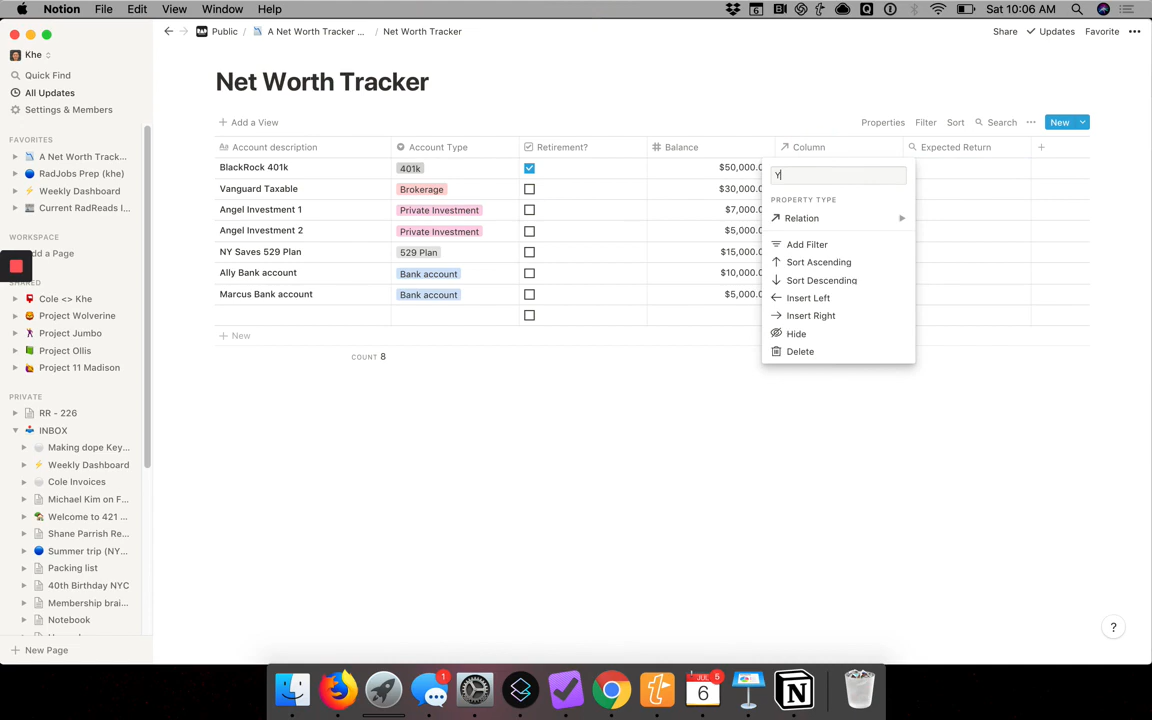 Notion File Edit View Window Help
6
Sat 10:06 AM
Khe
Public / A Net Worth Tracker ... / Net Worth Tracker
Share Updates Favorite
Quick Find
All Updates
Settings & Members
FAVORITES
A Net Worth Track...
RadJobs Prep (khe)
Weekly Dashboard
Current RadReads I...
WORKSPACE
dd a Page
SHARED
Cole <> Khe
Project Wolverine
Project Jumbo
Project Ollis
Project 11 Madison
PRIVATE
RR - 226
INBOX
Making dope Key...
Weekly Dashboard
Cole Invoices
Michael Kim on F...
Welcome to 421 ...
Shane Parrish Re...
Summer trip (NY...
Packing list
40th Birthday NYC
Membership brai...
Notebook
+ New Page
Net Worth Tracker
+ Add a View
Properties Filter Sort Search ... New
Account description Account Type Retirement? Balance Column Expected Return +
BlackRock 401k 401k $50,000.0
Vanguard Taxable Brokerage $30,000.0
Angel Investment 1 Private Investment $7,000.0
Angel Investment 2 Private Investment $5,000.0
NY Saves 529 Plan 529 Plan $15,000.0
Ally Bank account Bank account $10,000.0
Marcus Bank account Bank account $5,000.0
+ New
COUNT 8
Y
PROPERTY TYPE
Relation
Add Filter
Sort Ascending
Sort Descending
Insert Left
Insert Right
Hide
Delete
?
1
JUL 5
6